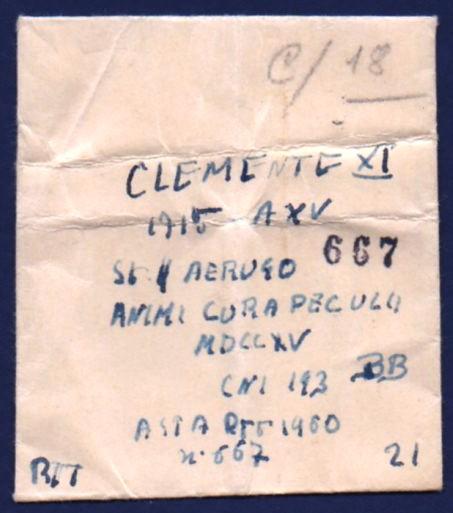 C/18
CLEMENTE XI
1715 A XV
667
AERUGO
ANIMI CURA PECULII
MDCCXV
CNI 193 BB
ASTA 1960
n. 667
21